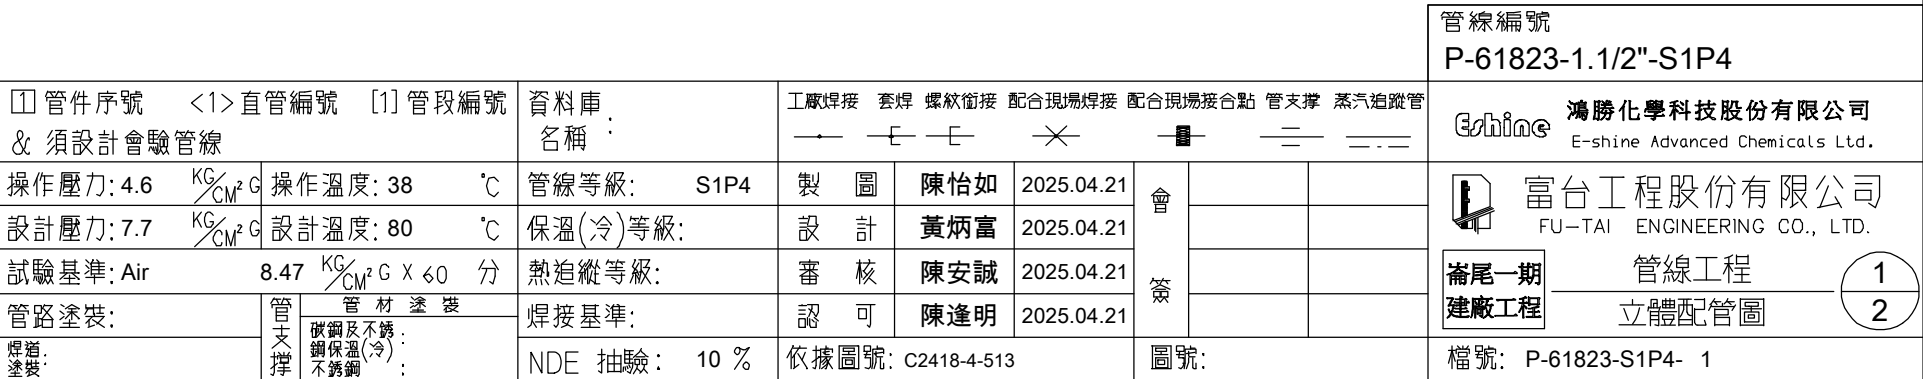 管線編號
P-61823-1.1/2"-S1P4
1 管件序號 <1>直管編號 [1] 管段編號
& 須設計會驗管線
資料庫
名稱 :
工廠焊接 套焊 螺紋銜接 配合現場焊接 配合現場接合點 管支撐 蒸汽追蹤管
Eshine 鴻勝化學科技股份有限公司
E-shine Advanced Chemicals Ltd.
操作壓力: 4.6 KG/CM² G 操作溫度: 38 °C 管線等級: S1P4 製 圖 陳怡如 2025.04.21 會
設計壓力: 7.7 KG/CM² G 設計溫度: 80 °C 保溫(冷)等級: 設 計 黃炳富 2025.04.21
富台工程股份有限公司
FU-TAI ENGINEERING CO., LTD.
試驗基準: Air 8.47 KG/CM² G X 60 分 熱追縱等級: 審 核 陳安誠 2025.04.21 簽
管路塗裝: 管支撐 管 材 塗 裝 焊接基準: 認 可 陳逢明 2025.04.21
崙尾一期
建廠工程
管線工程
立體配管圖
1
2
碳鋼及不銹 :
鋼保溫(冷)
不銹鋼 :
焊道:
塗裝
NDE 抽驗: 10 % 依據圖號: C2418-4-513 圖號: 檔號: P-61823-S1P4- 1